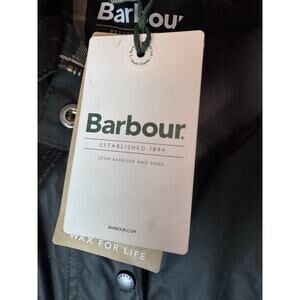 Barbour
Barbour
ESTABLISHED 1894
JOHN BARBOUR AND SONS
BARBOUR.COM
WAX FOR LIFE